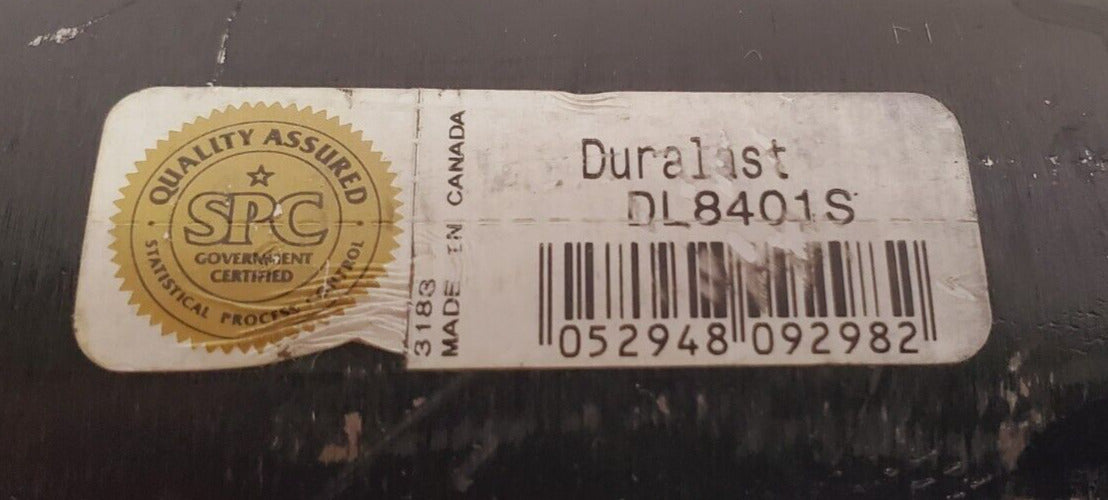 QUALITY ASSURED
SPC
GOVERNMENT
CERTIFIED
STATISTICAL PROCESS CONTROL
3183
MADE IN CANADA
Duralast
DL8401S
052948 092982